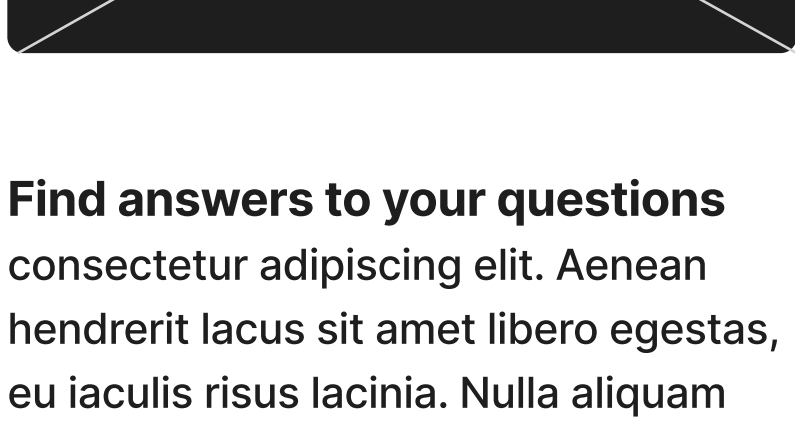 Find answers to your questions
consectetur adipiscing elit. Aenean
hendrerit lacus sit amet libero egestas,
eu iaculis risus lacinia. Nulla aliquam